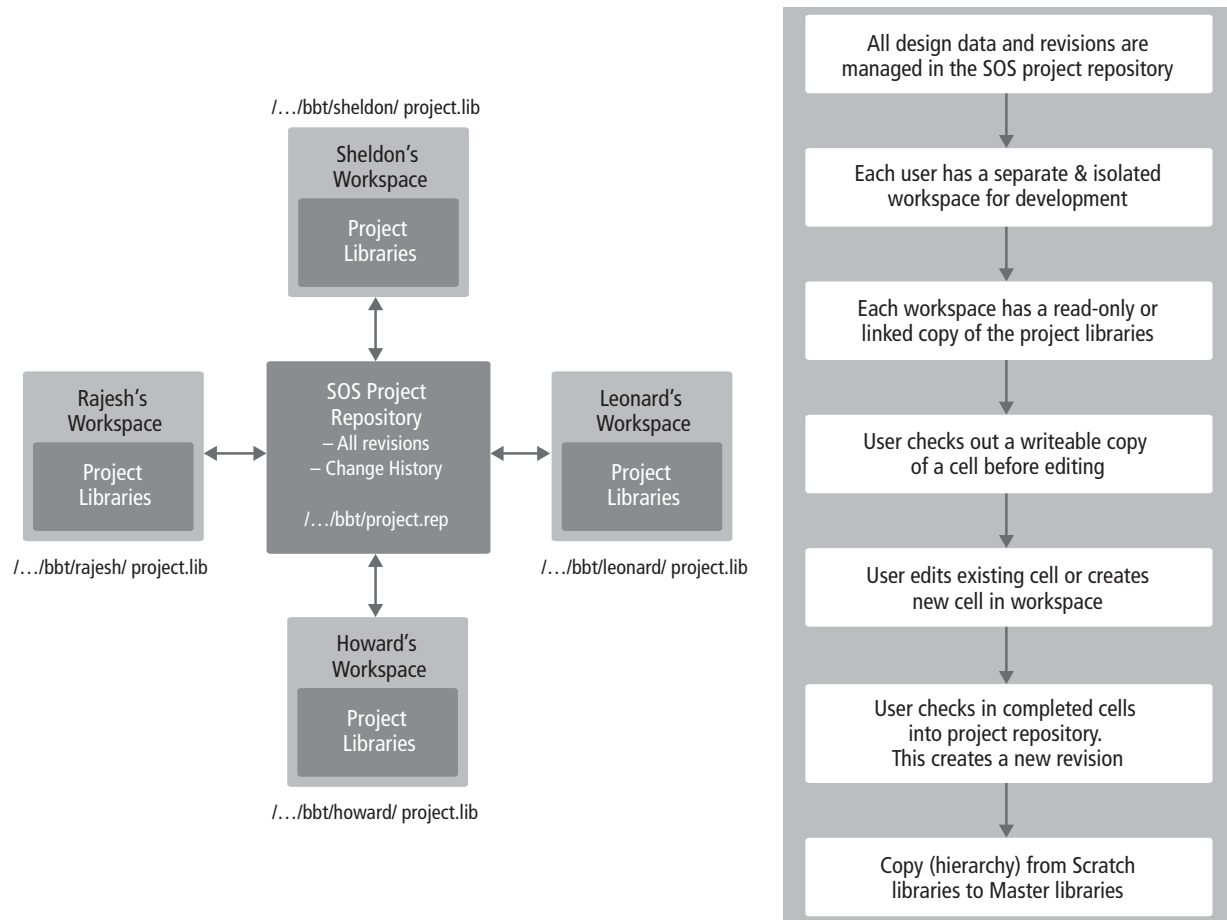 /…/bbt/sheldon/ project.lib
Sheldon's
Workspace
Project
Libraries
Rajesh's
Workspace
Project
Libraries
/…/bbt/rajesh/ project.lib
SOS Project
Repository
– All revisions
– Change History
/…/bbt/project.rep
Leonard's
Workspace
Project
Libraries
/…/bbt/leonard/ project.lib
Howard's
Workspace
Project
Libraries
/…/bbt/howard/ project.lib
All design data and revisions are
managed in the SOS project repository
Each user has a separate & isolated
workspace for development
Each workspace has a read-only or
linked copy of the project libraries
User checks out a writeable copy
of a cell before editing
User edits existing cell or creates
new cell in workspace
User checks in completed cells
into project repository.
This creates a new revision
Copy (hierarchy) from Scratch
libraries to Master libraries